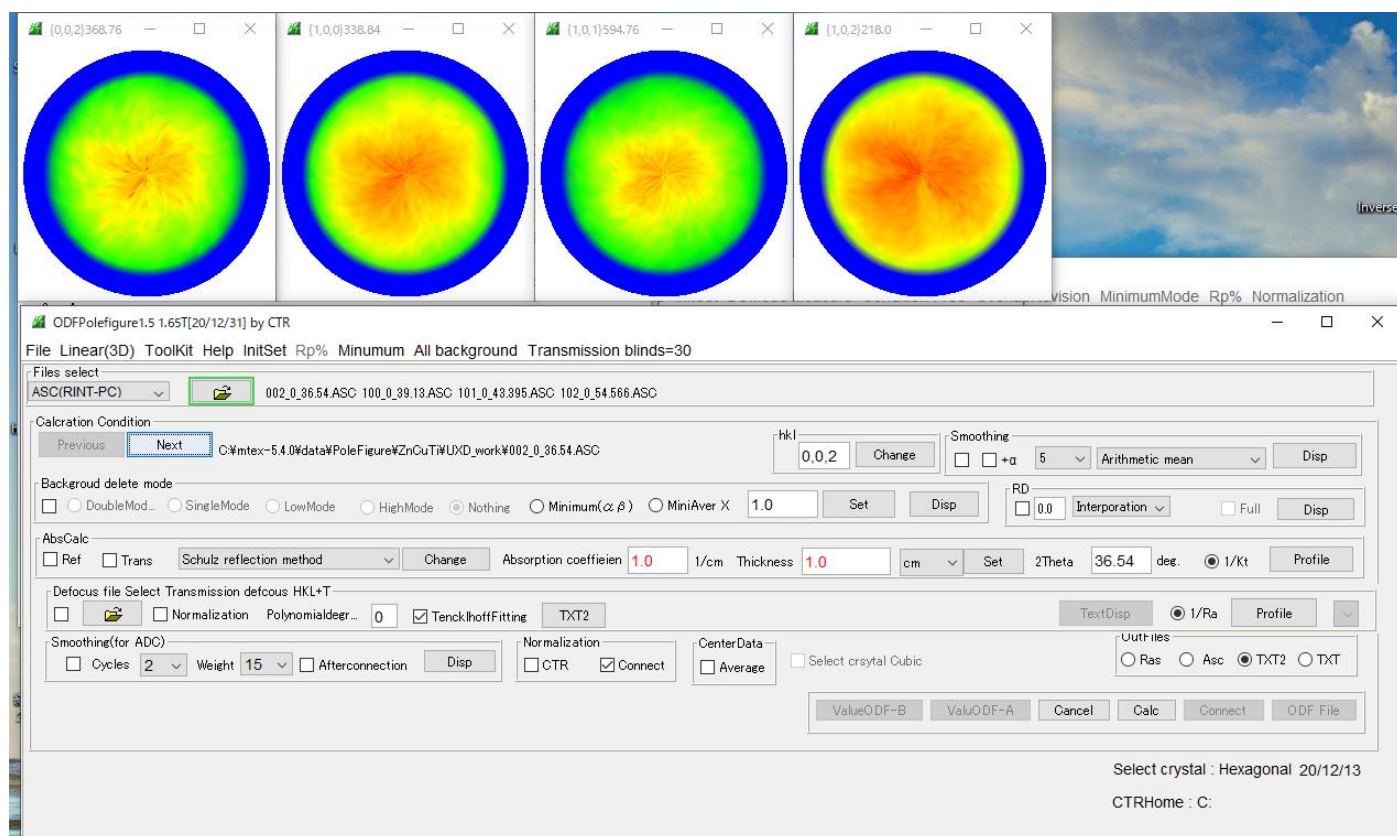 {0,0,2}368.76
{1,0,0}338.84
{1,0,1}594.76
{1,0,2}218.0
Inverse
MinimumMode Rp% Normalization
ODFPolefigure1.5 1.65T[20/12/31] by CTR
File Linear(3D) ToolKit Help InitSet Rp% Minumum All background Transmission blinds=30
Files select
ASC(RINT-PC) 002_0_36.54.ASC 100_0_39.13.ASC 101_0_43.395.ASC 102_0_54.566.ASC
Calcration Condition
Previous Next C:¥mtex-5.4.0¥data¥PoleFigure¥ZnCuTi¥UXD_work¥002_0_36.54.ASC
hkl
0,0,2 Change
Smoothing
+α 5 Arithmetic mean Disp
Backgroud delete mode
DoubleMod... SingleMode LowMode HighMode Nothing Minimum(αβ) MiniAver X 1.0 Set Disp
RD
0.0 Interporation Full Disp
AbsCalc
Ref Trans Schulz reflection method Change Absorption coeffieien 1.0 1/cm Thickness 1.0 cm Set 2Theta 36.54 deg. 1/Kt Profile
Defocus file Select Transmission defcous HKL+T
Normalization Polynomialdegr... 0 TenckIhoffFitting TXT2 TextDisp 1/Ra Profile
Smoothing(for ADC)
Cycles 2 Weight 15 Afterconnection Disp
Normalization
CTR Connect
CenterData
Average
Select crsytal Cubic
OutFiles
Ras Asc TXT2 TXT
ValueODF-B ValuODF-A Cancel Calc Connect ODF File
Select crystal : Hexagonal 20/12/13
CTRHome : C: